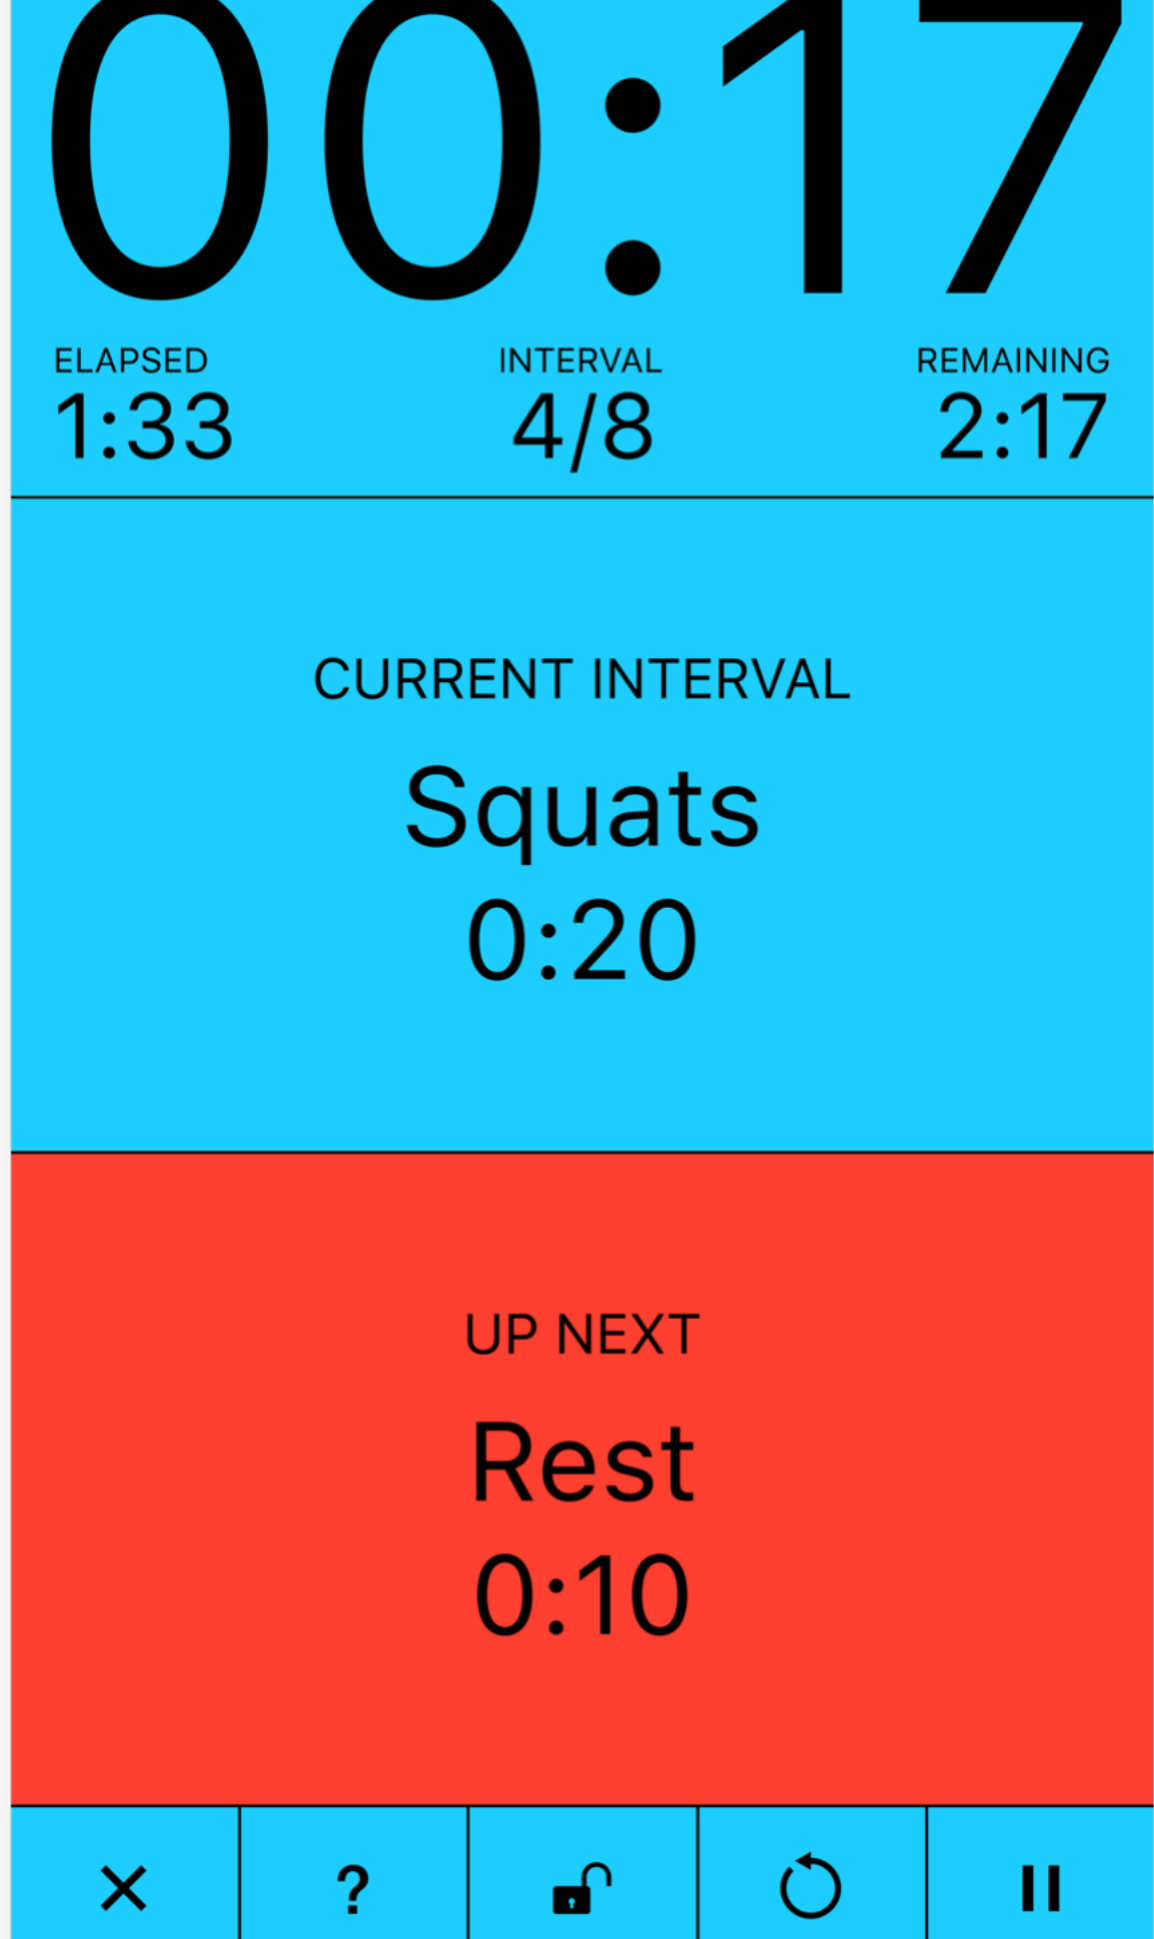 00:17
ELAPSED INTERVAL REMAINING
1:33 4/8 2:17
CURRENT INTERVAL
Squats
0:20
UP NEXT
Rest
0:10
?